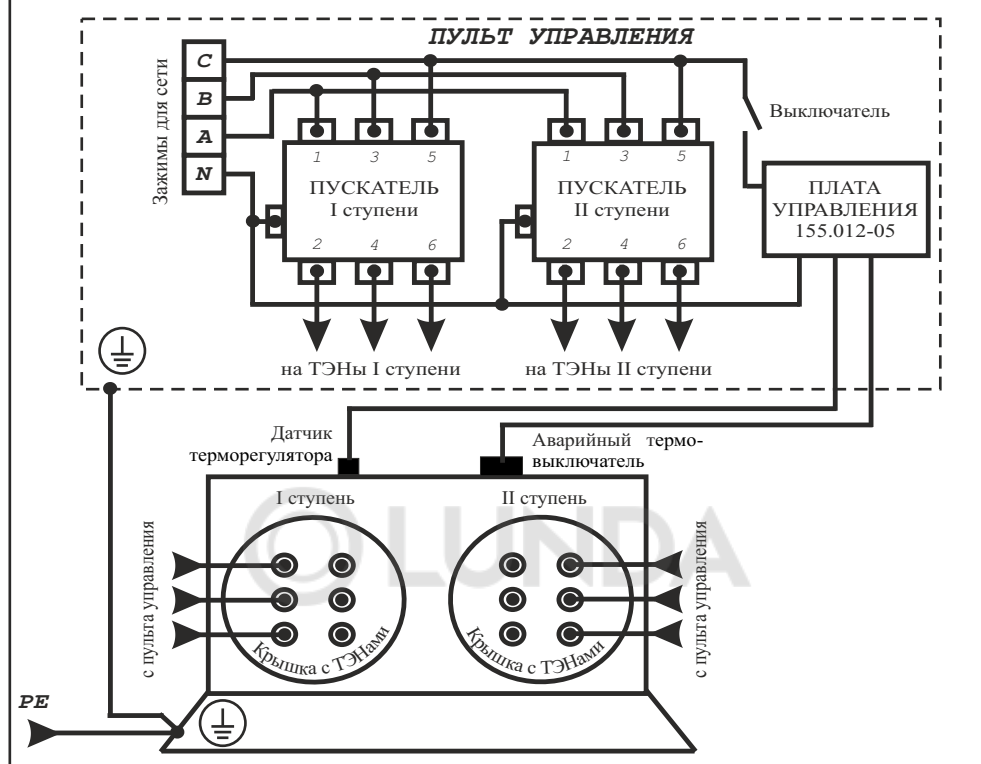 ПУЛЬТ УПРАВЛЕНИЯ
Зажимы для сети
C
B
A
N
Выключатель
1 3 5
ПУСКАТЕЛЬ
I ступени
2 4 6
1 3 5
ПУСКАТЕЛЬ
II ступени
2 4 6
ПЛАТА
УПРАВЛЕНИЯ
155.012-05
на ТЭНы I ступени
на ТЭНы II ступени
Датчик
терморегулятора
Аварийный термо-
выключатель
I ступень
II ступень
LUNDA
с пульта управления
Крышка с ТЭНами
Крышка с ТЭНами
с пульта управления
PE